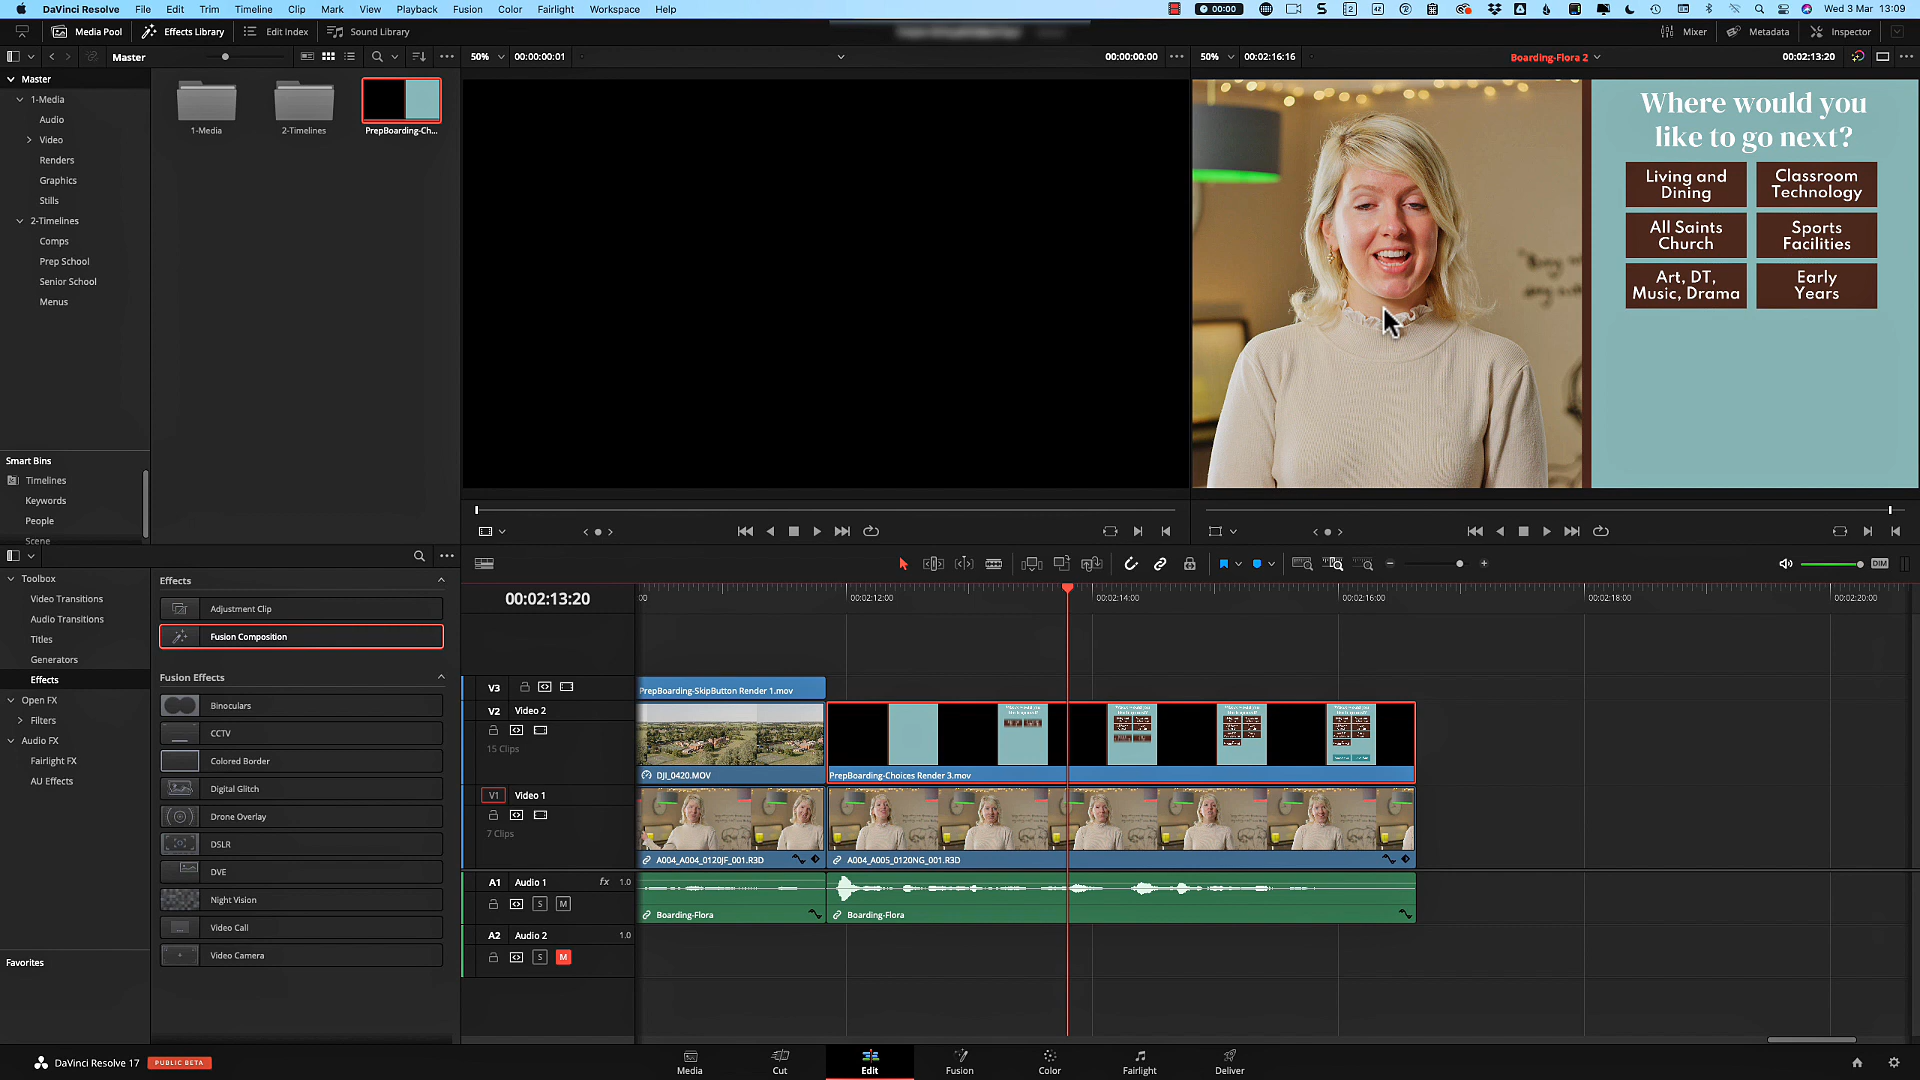 DaVinci Resolve File Edit Trim Timeline Clip Mark View Playback Fusion Color Fairlight Workspace Help 00:00 Wed 3 Mar 13:09
Media Pool Effects Library Edit Index Sound Library Mixer Metadata Inspector
Master 50% 00:00:00:01 00:00:00:00 50% 00:02:16:16 Boarding-Flora 2 00:02:13:20
Master
1-Media
Audio
Video
Renders
Graphics
Stills
2-Timelines
Comps
Prep School
Senior School
Menus
1-Media
2-Timelines
PrepBoarding-Ch...
Where would you
like to go next?
Living and
Dining
Classroom
Technology
All Saints
Church
Sports
Facilities
Art, DT,
Music, Drama
Early
Years
Smart Bins
Timelines
Keywords
People
Scene
Toolbox
Video Transitions
Audio Transitions
Titles
Generators
Effects
Open FX
Filters
Audio FX
Fairlight FX
AU Effects
Favorites
Effects
Adjustment Clip
Fusion Composition
Fusion Effects
Binoculars
CCTV
Colored Border
Digital Glitch
Drone Overlay
DSLR
DVE
Night Vision
Video Call
Video Camera
DIM
00:02:13:20
00 00:02:12:00 00:02:14:00 00:02:16:00 00:02:18:00 00:02:20:00
V3
PrepBoarding-SkipButton Render 1.mov
V2 Video 2
15 Clips
DJI_0420.MOV
PrepBoarding-Choices Render 3.mov
V1 Video 1
7 Clips
A004_A004_0120JF_001.R3D
A004_A005_0120NG_001.R3D
A1 Audio 1 fx 1.0
S M
Boarding-Flora
Boarding-Flora
A2 Audio 2 1.0
S M
DaVinci Resolve 17 PUBLIC BETA
Media Cut Edit Fusion Color Fairlight Deliver